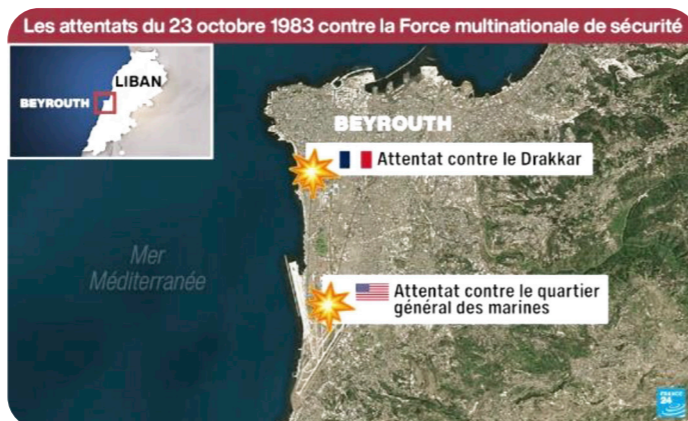 Les attentats du 23 octobre 1983 contre la Force multinationale de sécurité
LIBAN
BEYROUTH
BEYROUTH
Attentat contre le Drakkar
Mer
Méditerranée
Attentat contre le quartier
général des marines
FRANCE
24